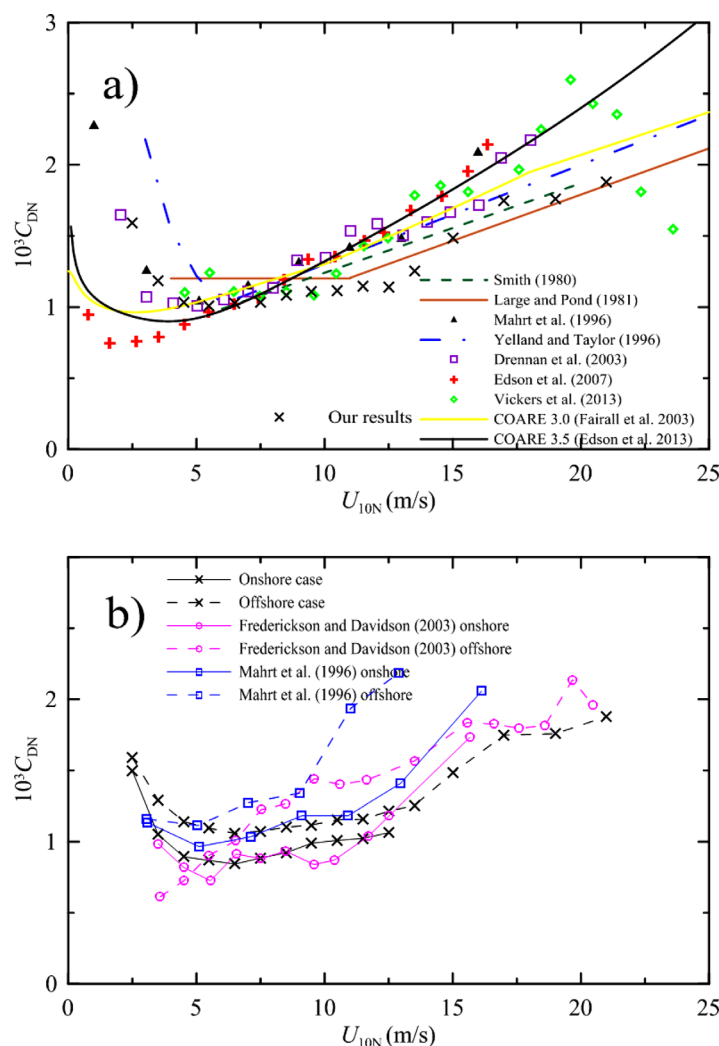 3
a)
2
10³C_DN
Smith (1980)
Large and Pond (1981)
Mahrt et al. (1996)
1
Yelland and Taylor (1996)
Drennan et al. (2003)
Edson et al. (2007)
Vickers et al. (2013)
Our results
COARE 3.0 (Fairall et al. 2003)
COARE 3.5 (Edson et al. 2013)
0
0 5 10 15 20 25
U_10N (m/s)
3
b)
Onshore case
Offshore case
Frederickson and Davidson (2003) onshore
Frederickson and Davidson (2003) offshore
Mahrt et al. (1996) onshore
Mahrt et al. (1996) offshore
2
10³C_DN
1
0
0 5 10 15 20 25
U_10N (m/s)